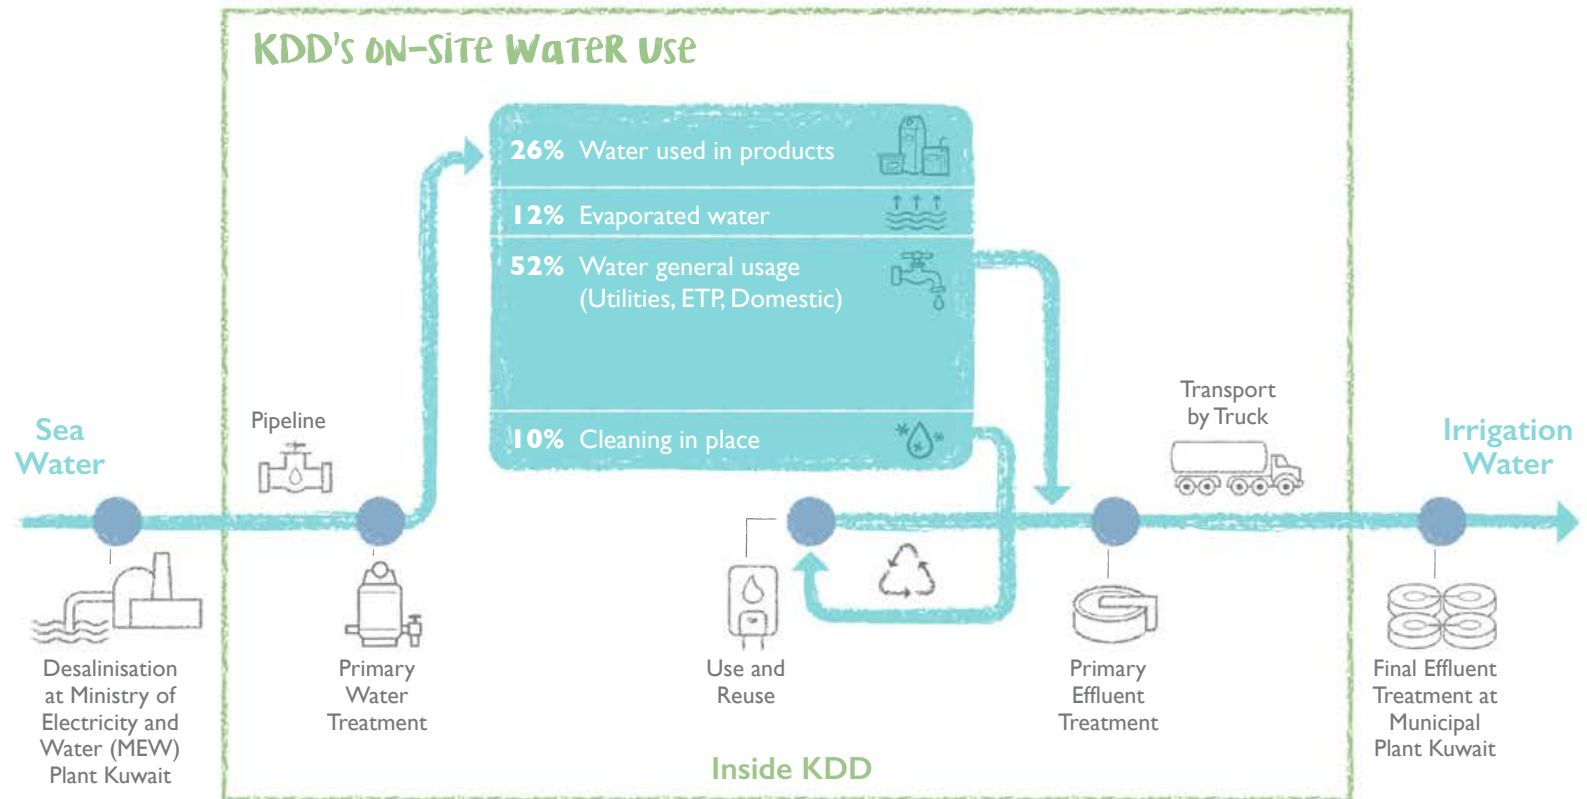 KDD's ON-SITE WATER USE
26% Water used in products
12% Evaporated water
52% Water general usage
(Utilities, ETP, Domestic)
10% Cleaning in place
Sea
Water
Pipeline
Transport
by Truck
Irrigation
Water
Desalinisation
at Ministry of
Electricity and
Water (MEW)
Plant Kuwait
Primary
Water
Treatment
Use and
Reuse
Primary
Effluent
Treatment
Final Effluent
Treatment at
Municipal
Plant Kuwait
Inside KDD